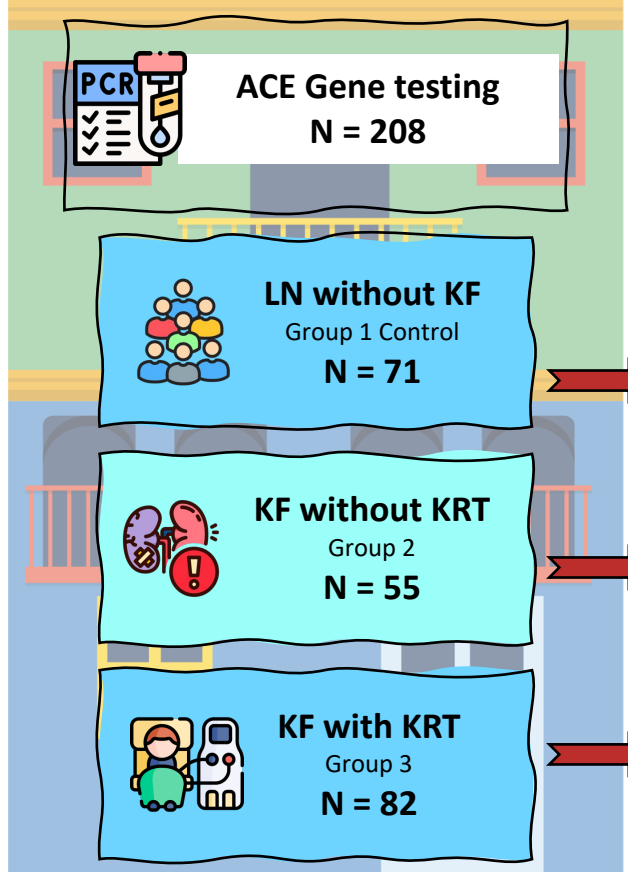 PCR
ACE Gene testing
N = 208
LN without KF
Group 1 Control
N = 71
KF without KRT
Group 2
N = 55
KF with KRT
Group 3
N = 82